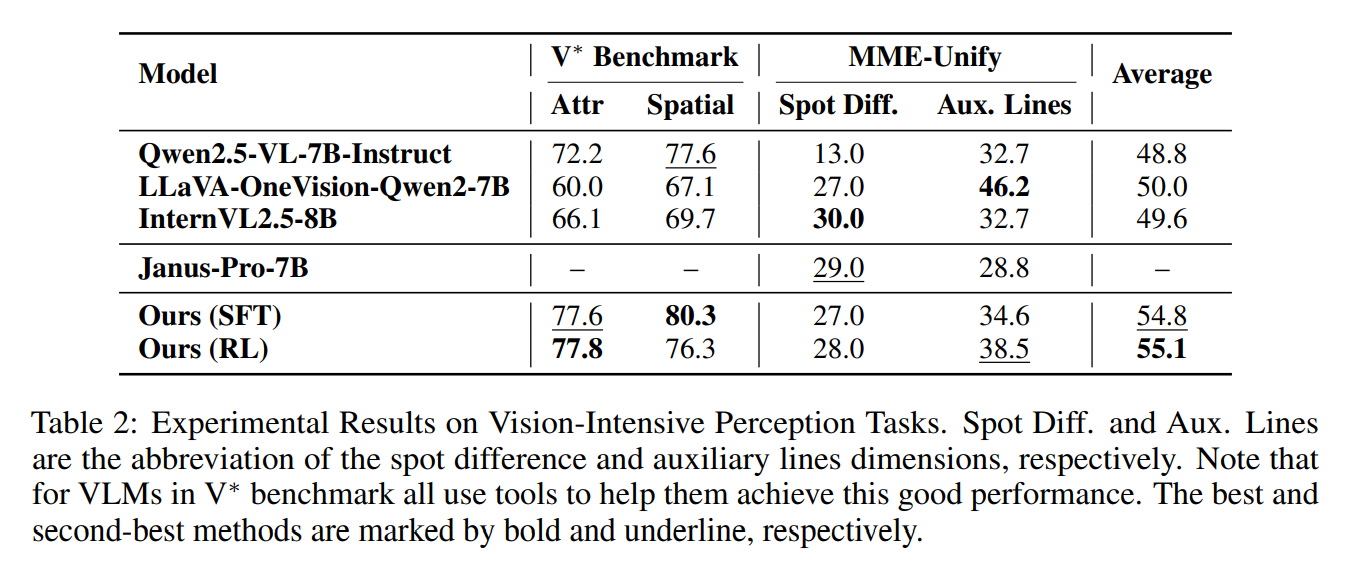 Model V* Benchmark MME-Unify Average
Attr Spatial Spot Diff. Aux. Lines
Qwen2.5-VL-7B-Instruct 72.2 77.6 13.0 32.7 48.8
LLaVA-OneVision-Qwen2-7B 60.0 67.1 27.0 46.2 50.0
InternVL2.5-8B 66.1 69.7 30.0 32.7 49.6
Janus-Pro-7B – – 29.0 28.8 –
Ours (SFT) 77.6 80.3 27.0 34.6 54.8
Ours (RL) 77.8 76.3 28.0 38.5 55.1
Table 2: Experimental Results on Vision-Intensive Perception Tasks. Spot Diff. and Aux. Lines
are the abbreviation of the spot difference and auxiliary lines dimensions, respectively. Note that
for VLMs in V* benchmark all use tools to help them achieve this good performance. The best and
second-best methods are marked by bold and underline, respectively.